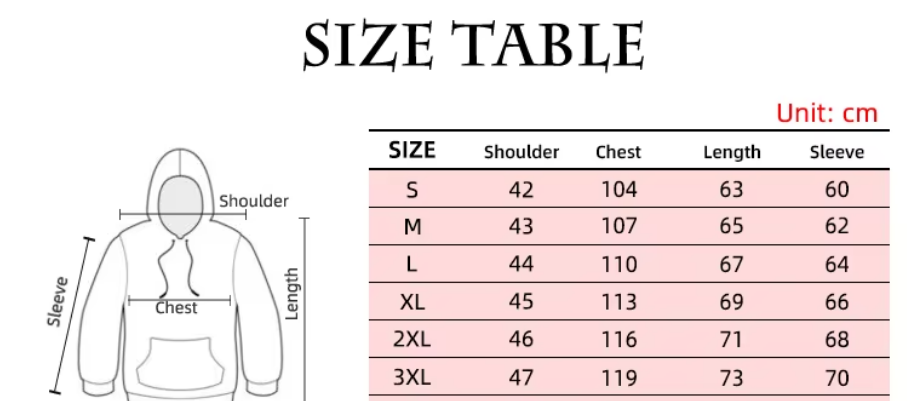 SIZE TABLE
Unit: cm
SIZE Shoulder Chest Length Sleeve
S 42 104 63 60
M 43 107 65 62
L 44 110 67 64
XL 45 113 69 66
2XL 46 116 71 68
3XL 47 119 73 70
Shoulder
Sleeve
Chest
Length